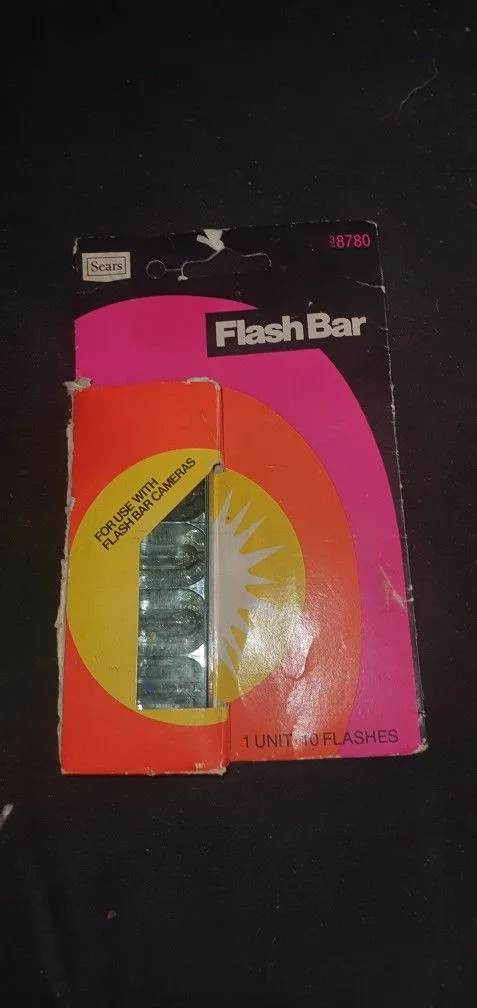 Sears
38780
Flash Bar
FOR USE WITH
FLASH BAR CAMERAS
1 UNIT 10 FLASHES